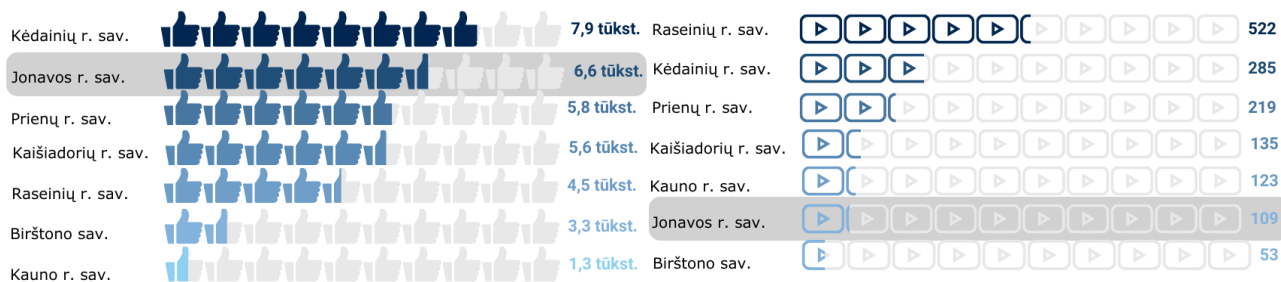 Kėdainių r. sav. 7,9 tūkst.
Jonavos r. sav. 6,6 tūkst.
Prienų r. sav. 5,8 tūkst.
Kaišiadorių r. sav. 5,6 tūkst.
Raseinių r. sav. 4,5 tūkst.
Birštono sav. 3,3 tūkst.
Kauno r. sav. 1,3 tūkst.
Raseinių r. sav. 522
Kėdainių r. sav. 285
Prienų r. sav. 219
Kaišiadorių r. sav. 135
Kauno r. sav. 123
Jonavos r. sav. 109
Birštono sav. 53